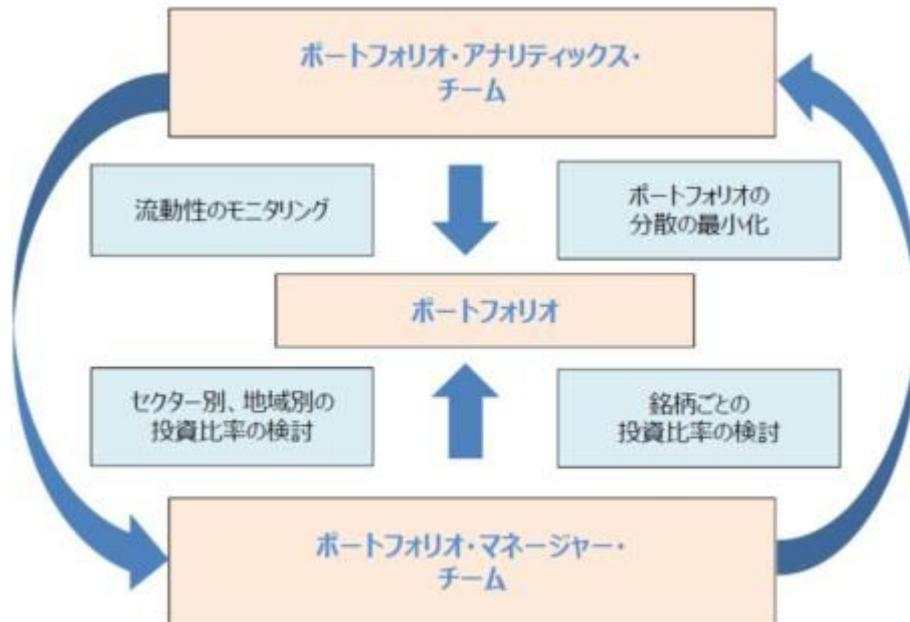 ポートフォリオ・アナリティックス・
チーム
流動性のモニタリング
ポートフォリオの
分散の最小化
ポートフォリオ
セクター別、地域別の
投資比率の検討
銘柄ごとの
投資比率の検討
ポートフォリオ・マネージャー・
チーム